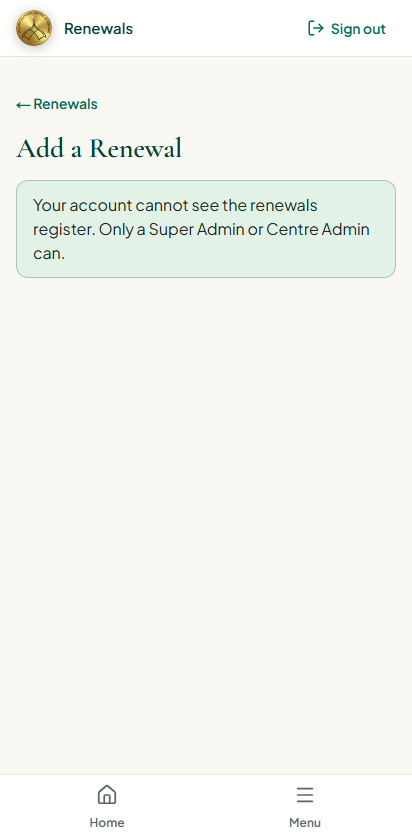 Renewals
Sign out
← Renewals
Add a Renewal
Your account cannot see the renewals
register. Only a Super Admin or Centre Admin
can.
Home
Menu